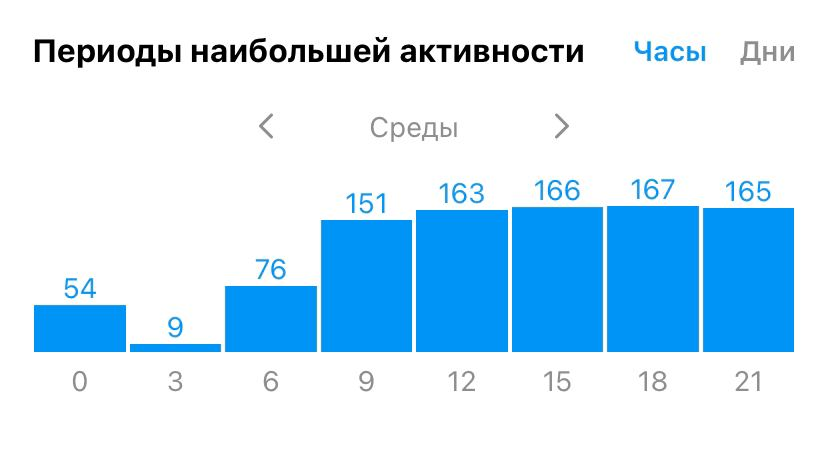 Периоды наибольшей активности Часы Дни
Среды
54 9 76 151 163 166 167 165
0 3 6 9 12 15 18 21